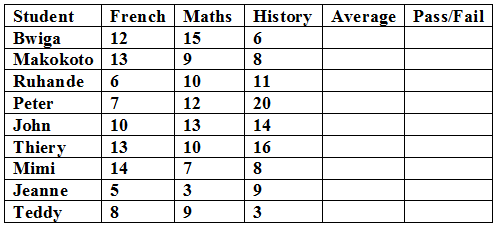 Student French Maths History Average Pass/Fail
Bwiga 12 15 6
Makokoto 13 9 8
Ruhande 6 10 11
Peter 7 12 20
John 10 13 14
Thiery 13 10 16
Mimi 14 7 8
Jeanne 5 3 9
Teddy 8 9 3